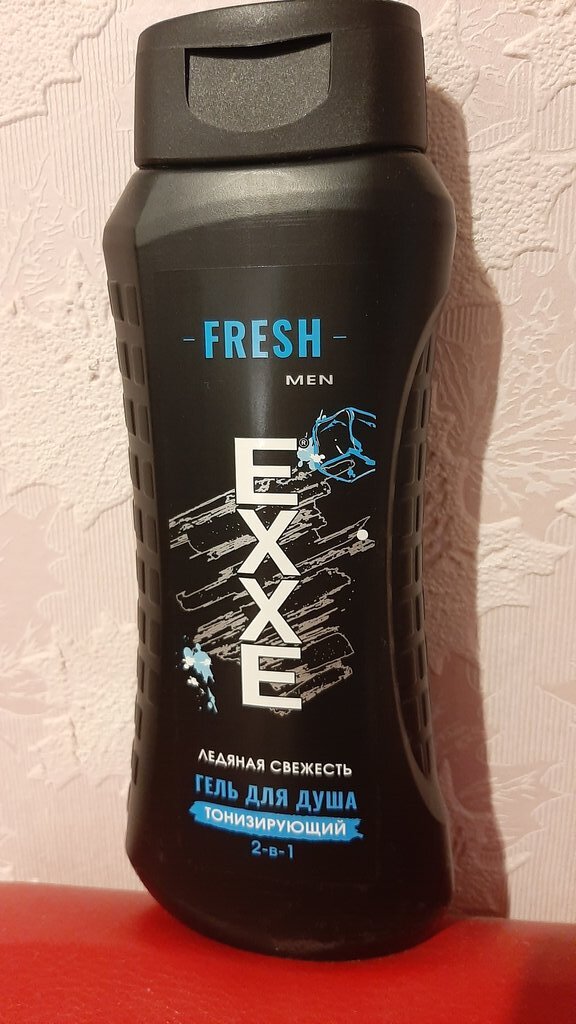 - FRESH -
MEN
EXXE®
ЛЕДЯНАЯ СВЕЖЕСТЬ
ГЕЛЬ ДЛЯ ДУША
ТОНИЗИРУЮЩИЙ
2-в-1